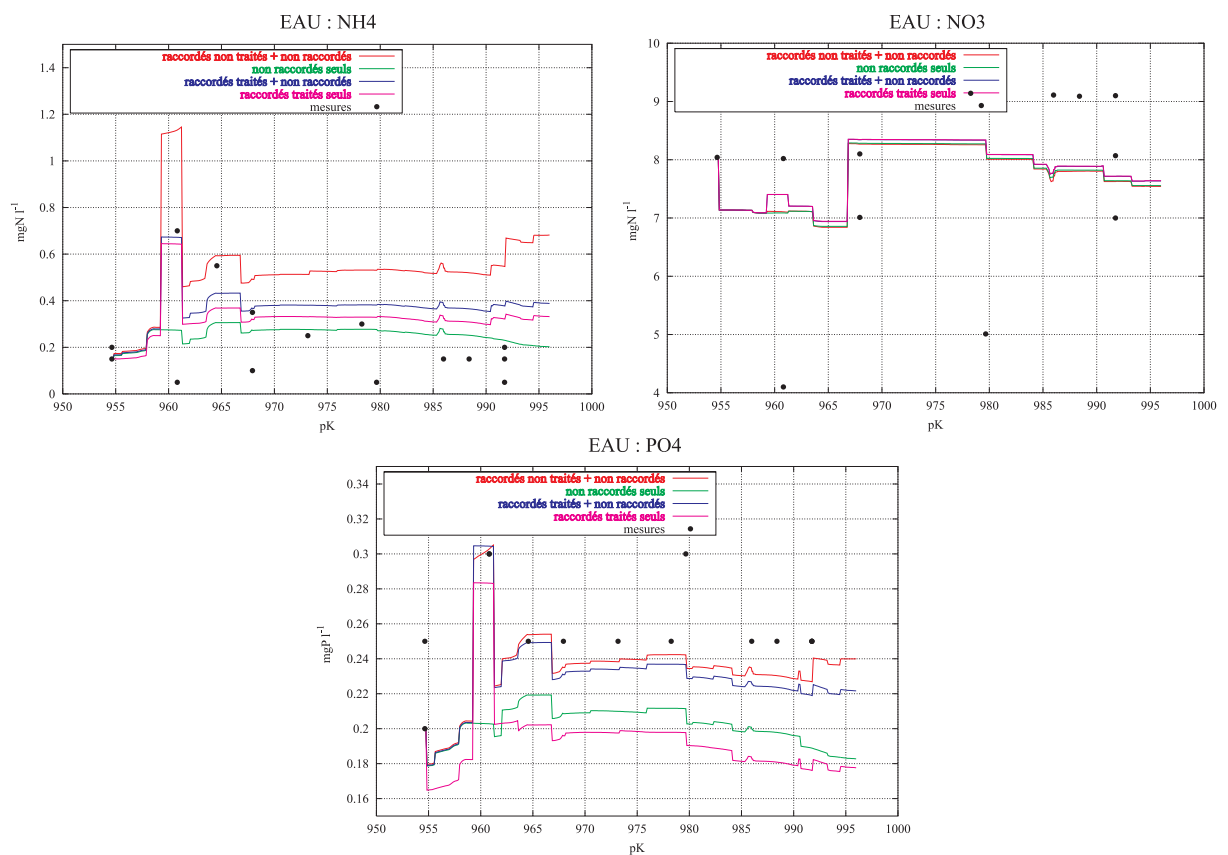 EAU : NH4
raccordés non traités + non raccordés
non raccordés seuls
raccordés traités + non raccordés
raccordés traités seuls
mesures
mgN l-1
1.4
1.2
1
0.8
0.6
0.4
0.2
0
950 955 960 965 970 975 980 985 990 995 1000
pK
EAU : NO3
raccordés non traités + non raccordés
non raccordés seuls
raccordés traités + non raccordés
raccordés traités seuls
mesures
mgN l-1
10
9
8
7
6
5
4
950 955 960 965 970 975 980 985 990 995 1000
pK
EAU : PO4
raccordés non traités + non raccordés
non raccordés seuls
raccordés traités + non raccordés
raccordés traités seuls
mesures
mgP l-1
0.34
0.32
0.3
0.28
0.26
0.24
0.22
0.2
0.18
0.16
950 955 960 965 970 975 980 985 990 995 1000
pK